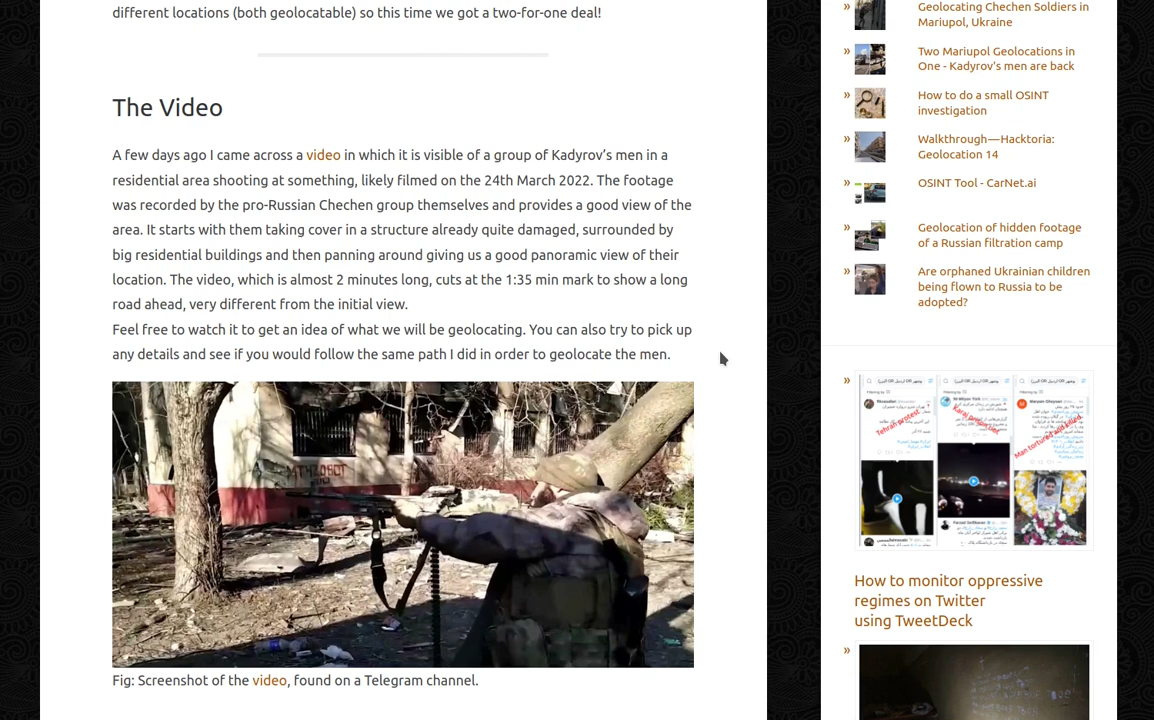 different locations (both geolocatable) so this time we got a two-for-one deal!
The Video
A few days ago I came across a video in which it is visible of a group of Kadyrov's men in a
residential area shooting at something, likely filmed on the 24th March 2022. The footage
was recorded by the pro-Russian Chechen group themselves and provides a good view of the
area. It starts with them taking cover in a structure already quite damaged, surrounded by
big residential buildings and then panning around giving us a good panoramic view of their
location. The video, which is almost 2 minutes long, cuts at the 1:35 min mark to show a long
road ahead, very different from the initial view.
Feel free to watch it to get an idea of what we will be geolocating. You can also try to pick up
any details and see if you would follow the same path I did in order to geolocate the men.
Fig: Screenshot of the video, found on a Telegram channel.
» Geolocating Chechen Soldiers in
Mariupol, Ukraine
» Two Mariupol Geolocations in
One - Kadyrov's men are back
» How to do a small OSINT
investigation
» Walkthrough — Hacktoria:
Geolocation 14
» OSINT Tool - CarNet.ai
» Geolocation of hidden footage
of a Russian filtration camp
» Are orphaned Ukrainian children
being flown to Russia to be
adopted?
»
Tehran protest
Man tortured and killed
How to monitor oppressive
regimes on Twitter
using TweetDeck
»